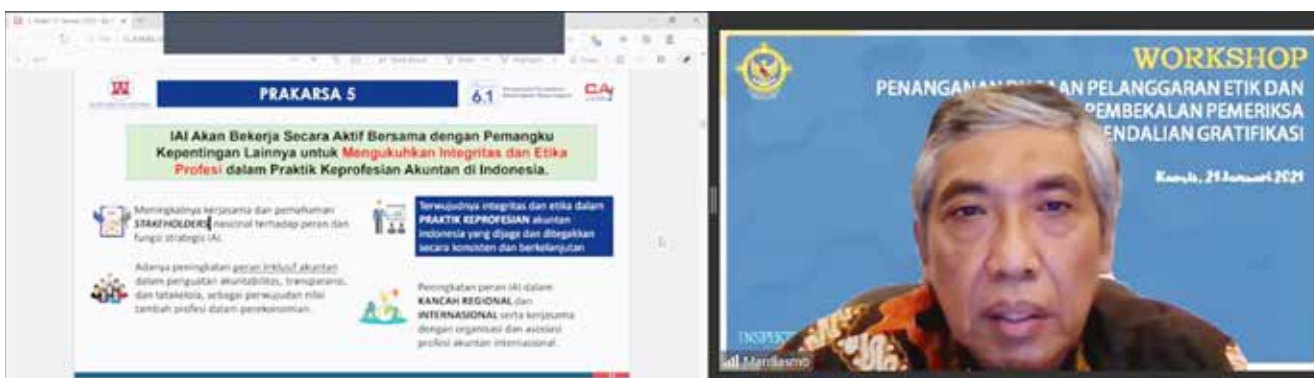 PRAKARSA 5
6.1
CA
IAI Akan Bekerja Secara Aktif Bersama dengan Pemangku
Kepentingan Lainnya untuk Mengukuhkan Integritas dan Etika
Profesi dalam Praktik Keprofesian Akuntan di Indonesia.
Meningkatnya kerjasama dan pemahaman
STAKEHOLDERS nasional terhadap peran dan
fungsi strategis IAI.
Terwujudnya integritas dan etika dalam
PRAKTIK KEPROFESIAN akuntan
indonesia yang dijaga dan ditegakkan
secara konsisten dan berkelanjutan
Adanya peningkatan peran inklusif akuntan
dalam penguatan akuntabilitas, transparansi,
dan tatakelola, sebagai perwujudan nilai
tambah profesi dalam perekonomian.
Peningkatan peran IAI dalam
KANCAH REGIONAL dan
INTERNASIONAL serta kerjasama
dengan organisasi dan asosiasi
profesi akuntan internasional.
WORKSHOP
PENANGANAN AN PELANGGARAN ETIK DAN
PEMBEKALAN PEMERIKSA
ENDALIAN GRATIFIKASI
Kamis, 21 Januari 2021
INSPEK
Mardiasmo